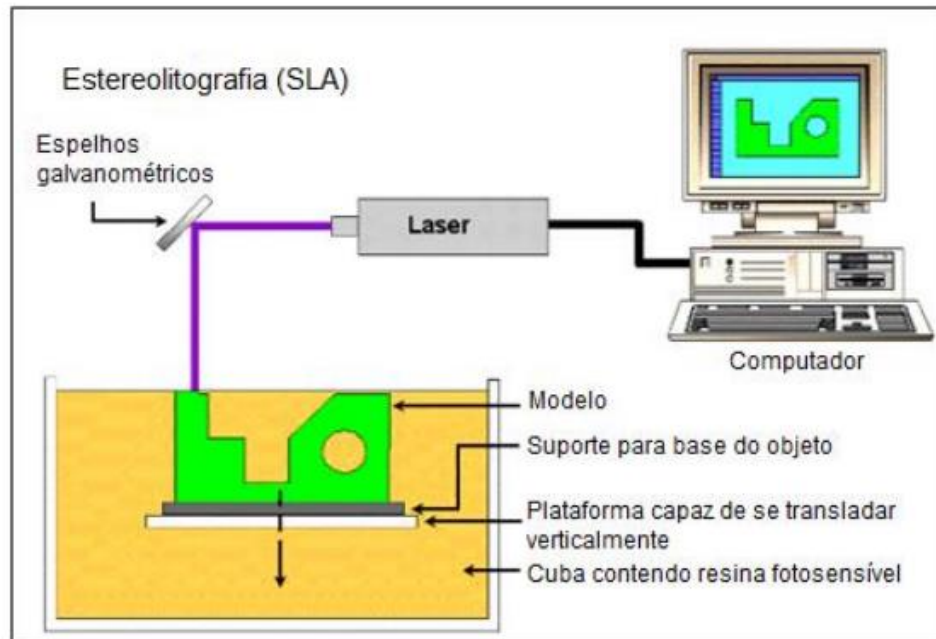 Estereolitografia (SLA)
Espelhos
galvanométricos
Laser
Computador
Modelo
Suporte para base do objeto
Plataforma capaz de se transladar
verticalmente
Cuba contendo resina fotosensível